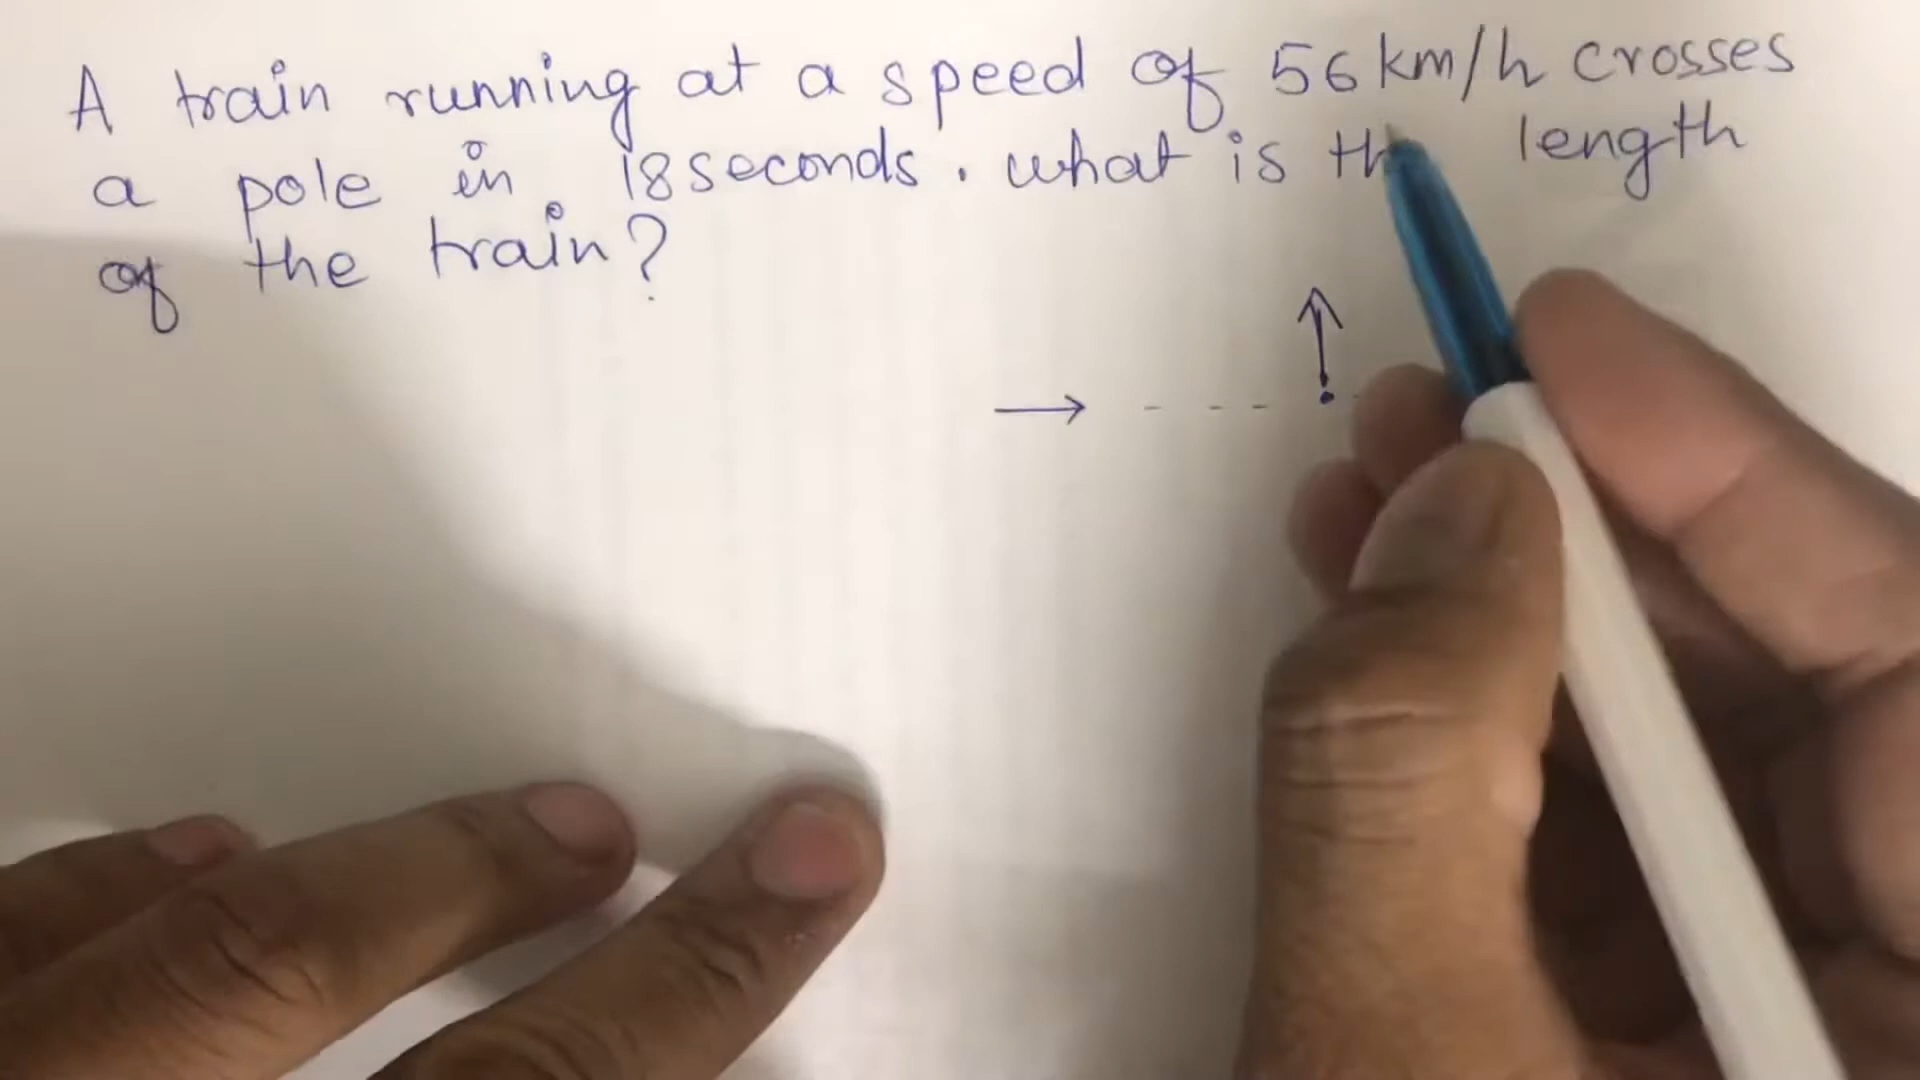 A train running at a speed of 56 km/h crosses
a pole in 18 seconds. what is th length
of the train?